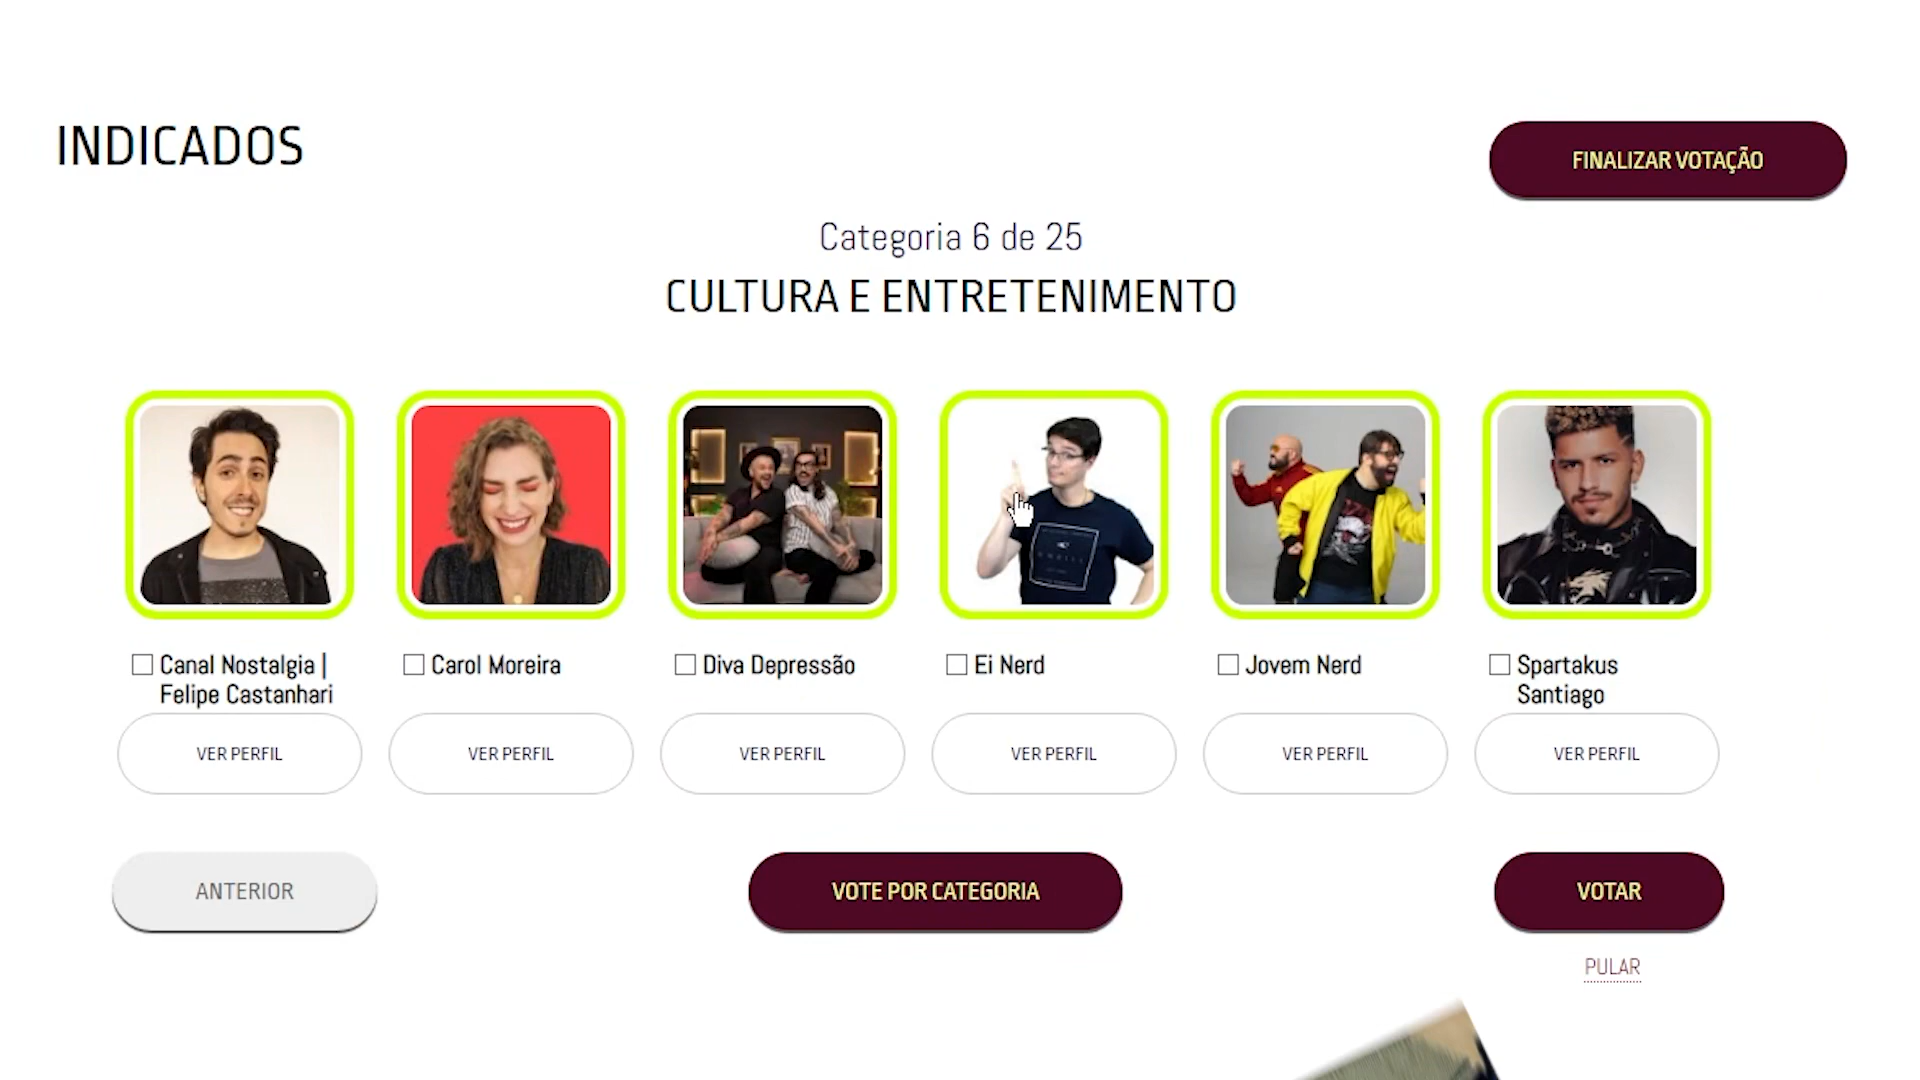 INDICADOS
FINALIZAR VOTAÇÃO
Categoria 6 de 25
CULTURA E ENTRETENIMENTO
Canal Nostalgia |
Felipe Castanhari
Carol Moreira
Diva Depressão
Ei Nerd
Jovem Nerd
Spartakus
Santiago
VER PERFIL
VER PERFIL
VER PERFIL
VER PERFIL
VER PERFIL
VER PERFIL
ANTERIOR
VOTE POR CATEGORIA
VOTAR
PULAR